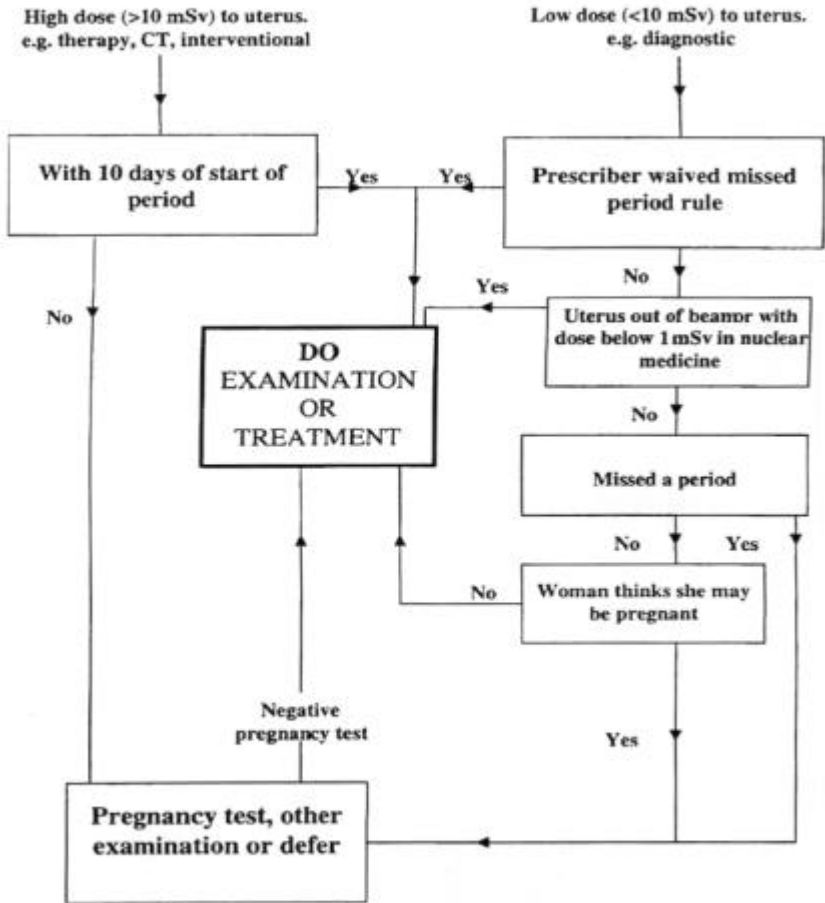 High dose (>10 mSv) to uterus.
e.g. therapy, CT, interventional
Low dose (<10 mSv) to uterus.
e.g. diagnostic
With 10 days of start of
period
Yes
Yes
Prescriber waived missed
period rule
No
No
Yes
Uterus out of beamor with
dose below 1 mSv in nuclear
medicine
DO
EXAMINATION
OR
TREATMENT
No
Missed a period
No
Yes
No
Woman thinks she may
be pregnant
Negative
pregnancy test
Yes
Pregnancy test, other
examination or defer